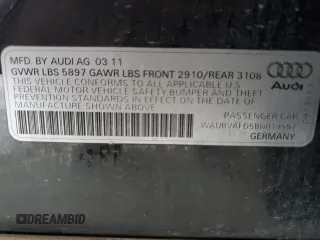 MFD. BY AUDI AG 03 11
GVWR LBS 5897 GAWR LBS FRONT 2910/REAR 3108
THIS VEHICLE CONFORMS TO ALL APPLICABLE
FEDERAL MOTOR VEHICLE SAFETY BUMPER AND THEFT
PREVENTION STANDARDS IN EFFECT ON THE DATE OF
MANUFACTURE SHOWN ABOVE.
Audi
PASSENGER CAR
GERMANY
©RAWBIDMID